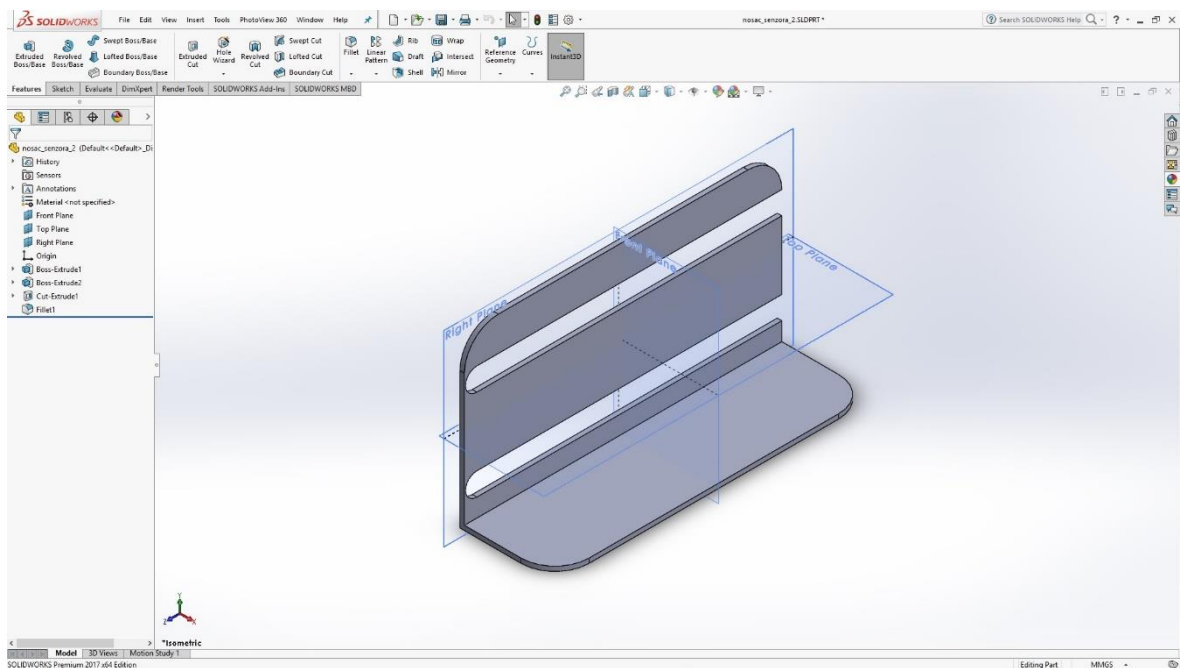 SOLIDWORKS File Edit View Insert Tools PhotoView 360 Window Help nosac_senzora_2.SLDPRT * Search SOLIDWORKS Help
Extruded Boss/Base
Revolved Boss/Base
Swept Boss/Base
Lofted Boss/Base
Boundary Boss/Base
Extruded Cut
Hole Wizard
Revolved Cut
Swept Cut
Lofted Cut
Boundary Cut
Fillet
Linear Pattern
Rib
Draft
Shell
Wrap
Intersect
Mirror
Reference Geometry
Curves
Instant3D
Features Sketch Evaluate DimXpert Render Tools SOLIDWORKS Add-Ins SOLIDWORKS MBD
nosac_senzora_2 (Default<<Default>_Di
History
Sensors
Annotations
Material <not specified>
Front Plane
Top Plane
Right Plane
Origin
Boss-Extrude1
Boss-Extrude2
Cut-Extrude1
Fillet1
Front Plane
Top Plane
Right Plane
Y
Z
X
*Isometric
Model 3D Views Motion Study 1
SOLIDWORKS Premium 2017 x64 Edition Editing Part MMGS